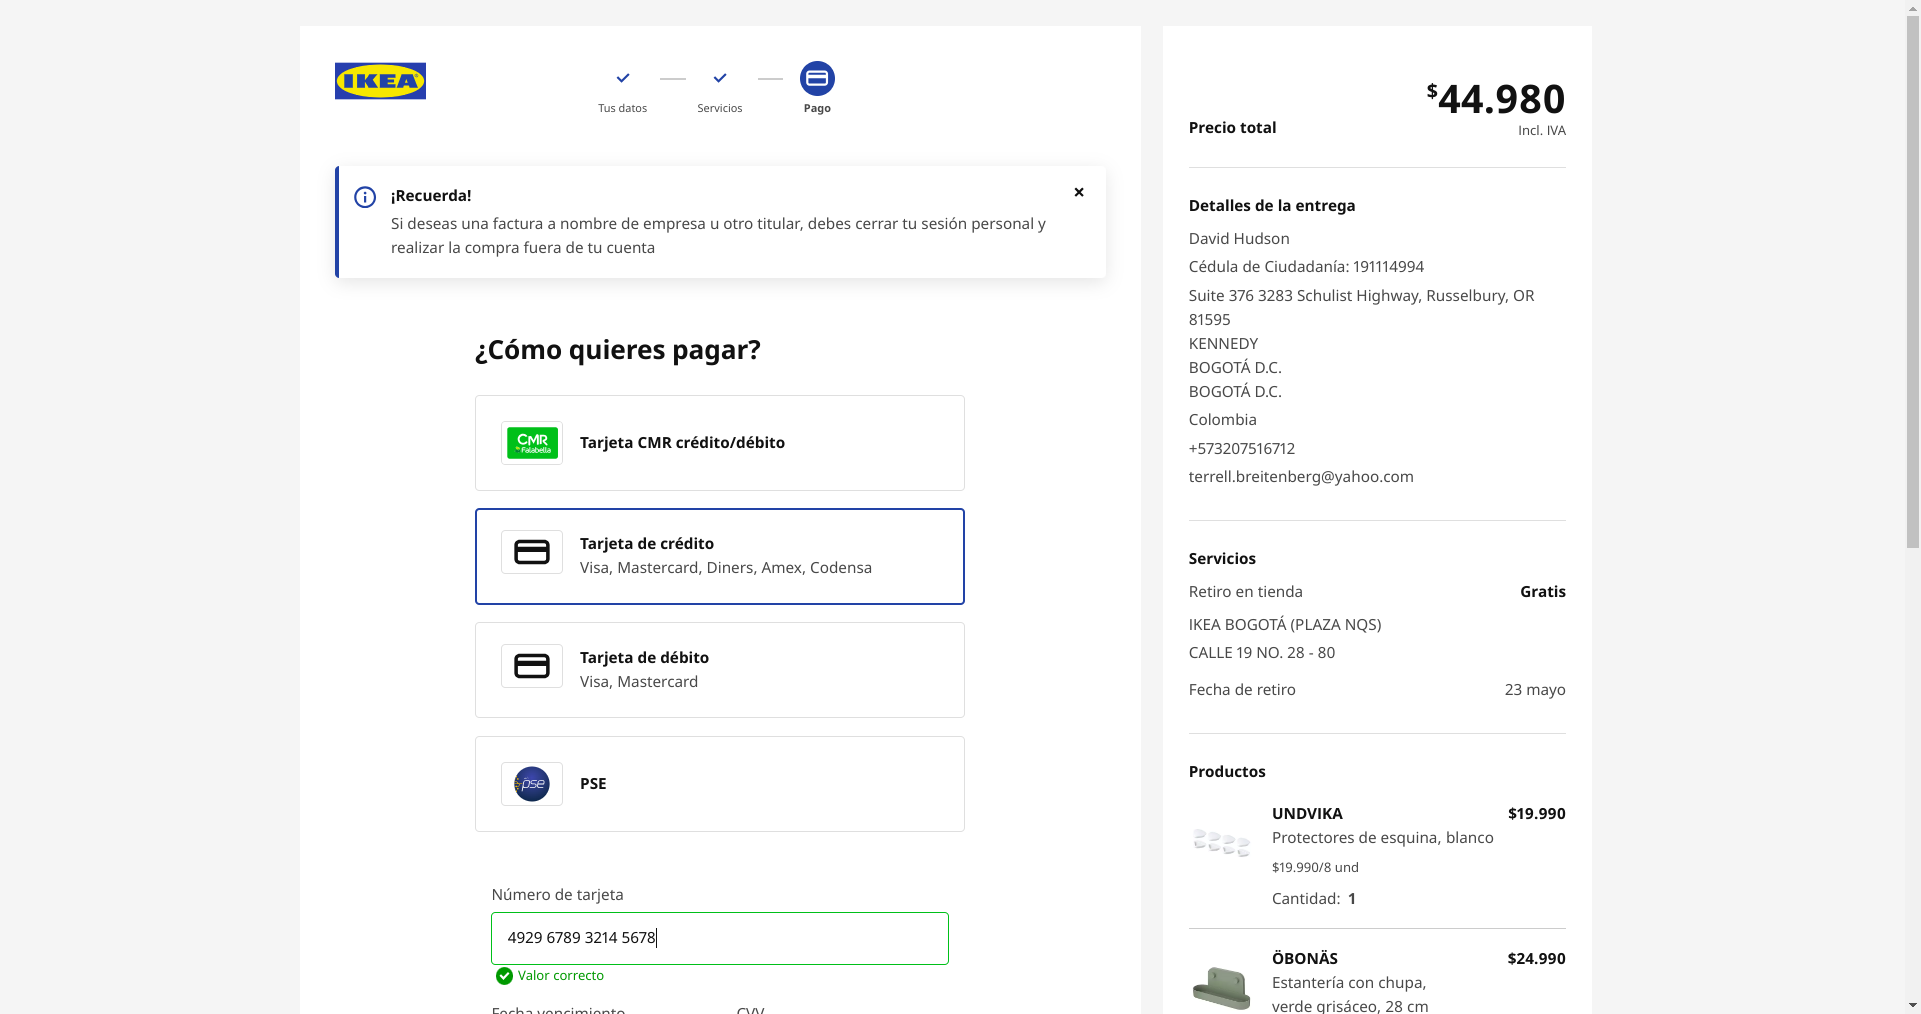 IKEA
Tus datos
Servicios
Pago
¡Recuerda!
Si deseas una factura a nombre de empresa u otro titular, debes cerrar tu sesión personal y
realizar la compra fuera de tu cuenta
¿Cómo quieres pagar?
CMR
Falabella
Tarjeta CMR crédito/débito
Tarjeta de crédito
Visa, Mastercard, Diners, Amex, Codensa
Tarjeta de débito
Visa, Mastercard
pse
PSE
Número de tarjeta
4929 6789 3214 5678
Valor correcto
Fecha vencimiento
CVV
Precio total
$44.980
Incl. IVA
Detalles de la entrega
David Hudson
Cédula de Ciudadanía: 191114994
Suite 376 3283 Schulist Highway, Russelbury, OR
81595
KENNEDY
BOGOTÁ D.C.
BOGOTÁ D.C.
Colombia
+573207516712
terrell.breitenberg@yahoo.com
Servicios
Retiro en tienda Gratis
IKEA BOGOTÁ (PLAZA NQS)
CALLE 19 NO. 28 - 80
Fecha de retiro 23 mayo
Productos
UNDVIKA $19.990
Protectores de esquina, blanco
$19.990/8 und
Cantidad: 1
ÖBONÄS $24.990
Estantería con chupa,
verde grisáceo, 28 cm